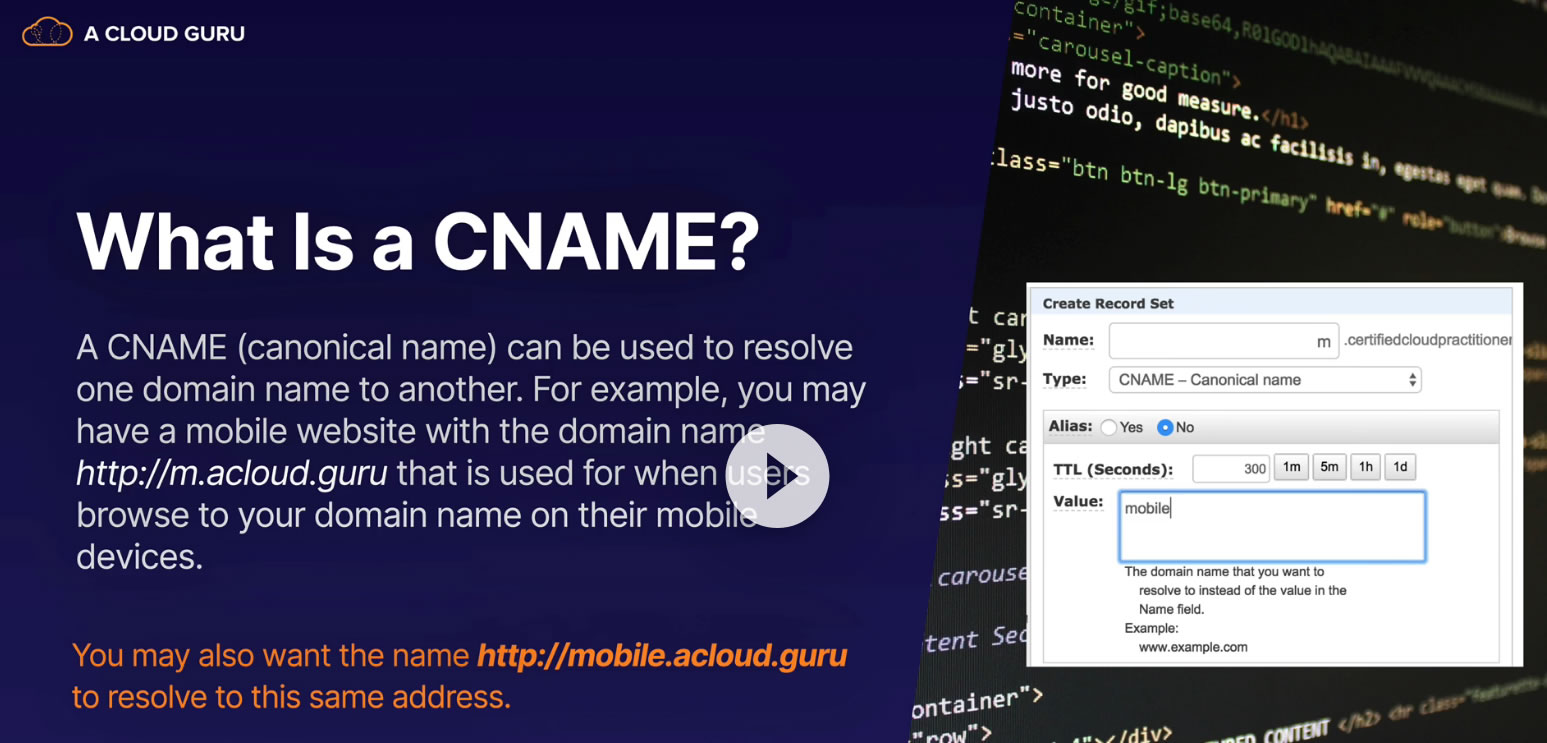 A CLOUD GURU
What Is a CNAME?
A CNAME (canonical name) can be used to resolve
one domain name to another. For example, you may
have a mobile website with the domain name
http://m.acloud.guru that is used for when users
browse to your domain name on their mobile
devices.
You may also want the name http://mobile.acloud.guru
to resolve to this same address.
container">
="carousel-caption">
more for good measure.</h1>
justo odio, dapibus ac facilisis in, egestas eget quam.
class="btn btn-lg btn-primary" href="#" role="button">
Create Record Set
Name: m .certifiedcloudpractitioner
Type: CNAME – Canonical name
Alias: Yes No
TTL (Seconds): 300 1m 5m 1h 1d
Value: mobile
The domain name that you want to
resolve to instead of the value in the
Name field.
Example:
www.example.com
t car
="gly
s="sr-
ght ca
s="gly
ss="sr-
carouse
tent Sec
ontainer">
"row">
</div>
CONTENT </h2> <hr class="featurette-